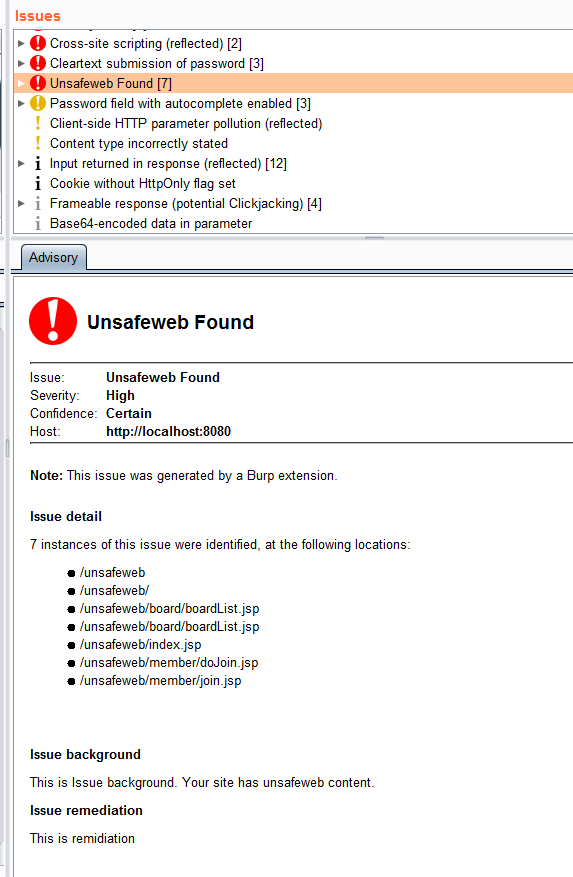 Issues
Cross-site scripting (reflected) [2]
Cleartext submission of password [3]
Unsafeweb Found [7]
Password field with autocomplete enabled [3]
Client-side HTTP parameter pollution (reflected)
Content type incorrectly stated
Input returned in response (reflected) [12]
Cookie without HttpOnly flag set
Frameable response (potential Clickjacking) [4]
Base64-encoded data in parameter
Advisory
Unsafeweb Found
Issue: Unsafeweb Found
Severity: High
Confidence: Certain
Host: http://localhost:8080
Note: This issue was generated by a Burp extension.
Issue detail
7 instances of this issue were identified, at the following locations:
/unsafeweb
/unsafeweb/
/unsafeweb/board/boardList.jsp
/unsafeweb/board/boardList.jsp
/unsafeweb/index.jsp
/unsafeweb/member/doJoin.jsp
/unsafeweb/member/join.jsp
Issue background
This is Issue background. Your site has unsafeweb content.
Issue remediation
This is remidiation